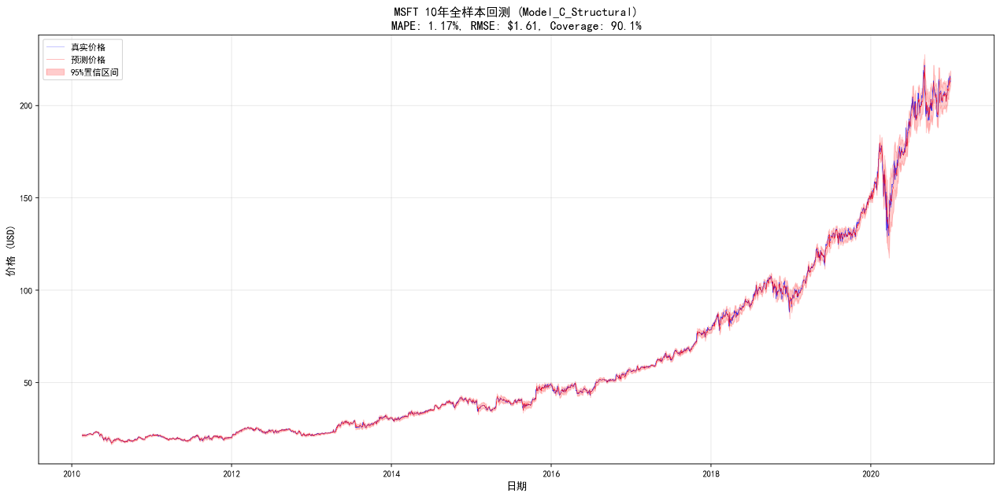 MSFT 10年全样本回测 (Model_C_Structural)
MAPE: 1.17%, RMSE: $1.61, Coverage: 90.1%
真实价格
预测价格
95%置信区间
价格 (USD)
200
150
100
50
2010 2012 2014 2016 2018 2020
日期